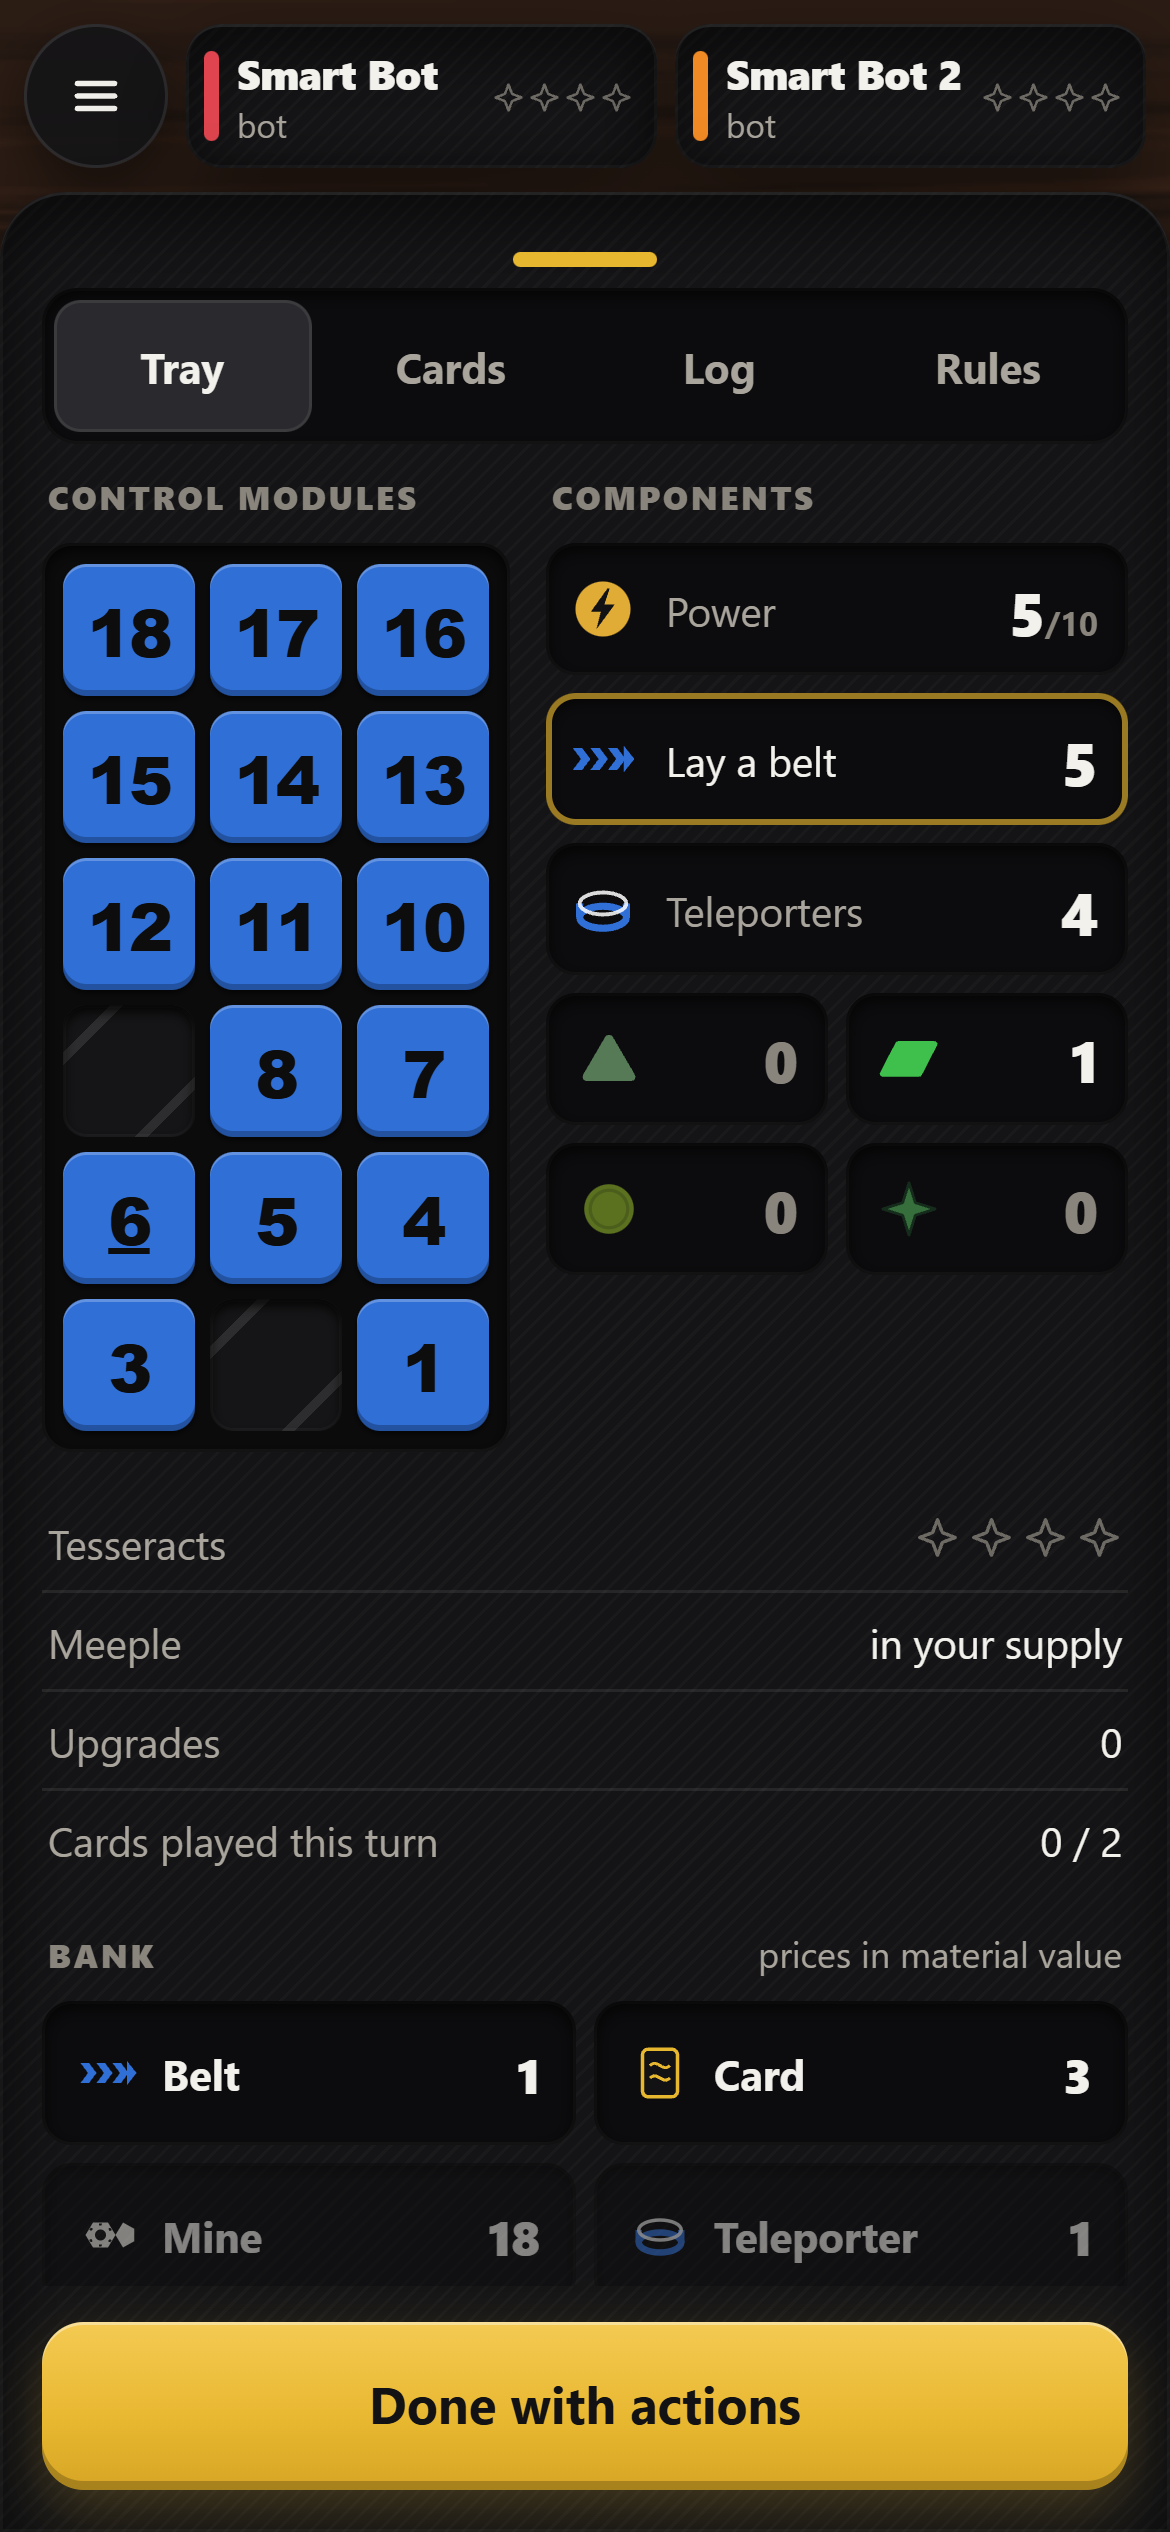 Smart Bot
bot
Smart Bot 2
bot
Tray
Cards
Log
Rules
CONTROL MODULES
18 17 16
15 14 13
12 11 10
8 7
6 5 4
3 1
COMPONENTS
Power 5/10
Lay a belt 5
Teleporters 4
0 1
0 0
Tesseracts
Meeple in your supply
Upgrades 0
Cards played this turn 0 / 2
BANK prices in material value
Belt 1 Card 3
Mine 18 Teleporter 1
Done with actions